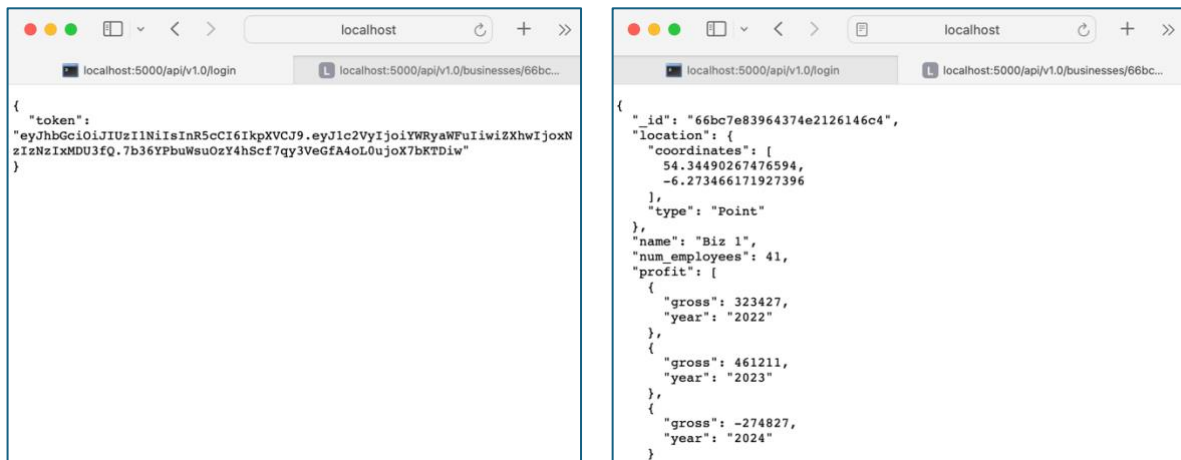 localhost
localhost:5000/api/v1.0/login
localhost:5000/api/v1.0/businesses/66bc...
{
"token":
"eyJhbGciOiJIUzI1NiIsInR5cCI6IkpXVCJ9.eyJ1c2VyIjoiYWRyaWFuIiwiZXhwIjoxN
zIzNzIxMDU3fQ.7b36YPbuWsuOzY4hScf7qy3VeGfA4oL0ujoX7bKTDiw"
}
localhost
localhost:5000/api/v1.0/login
L localhost:5000/api/v1.0/businesses/66bc...
{
"_id": "66bc7e83964374e2126146c4",
"location": {
"coordinates": [
54.34490267476594,
-6.273466171927396
],
"type": "Point"
},
"name": "Biz 1",
"num_employees": 41,
"profit": [
{
"gross": 323427,
"year": "2022"
},
{
"gross": 461211,
"year": "2023"
},
{
"gross": -274827,
"year": "2024"
}